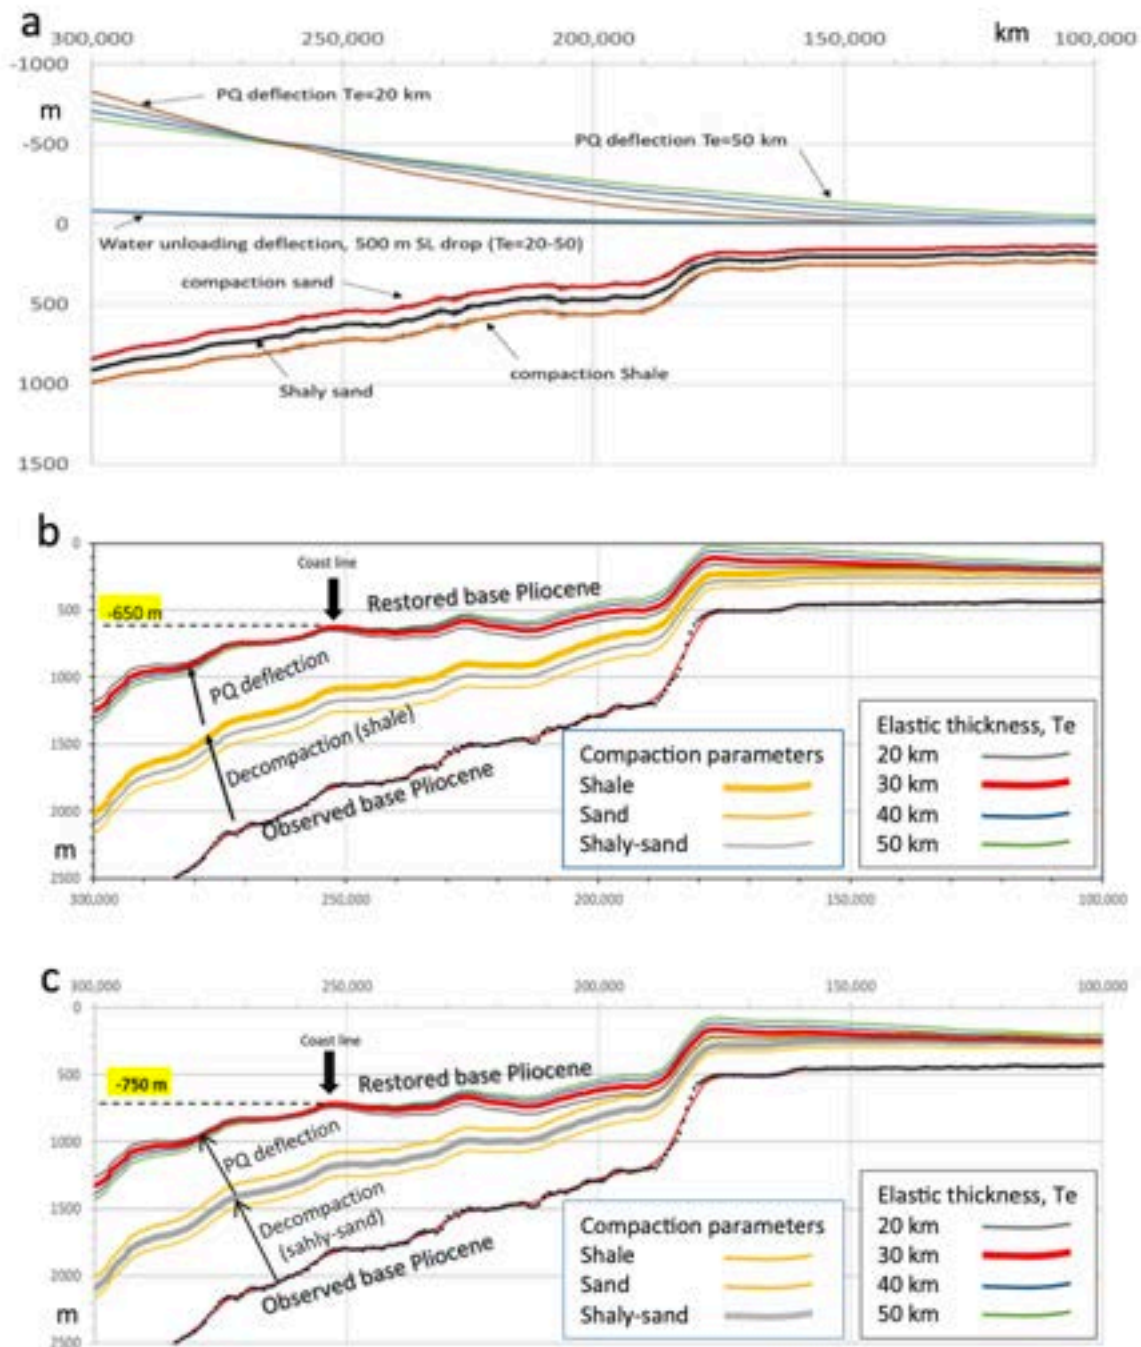 a
300,000 250,000 200,000 150,000 km 100,000
-1000
m
PQ deflection Te=20 km
-500
PQ deflection Te=50 km
0
Water unloading deflection, 500 m SL drop (Te=20-50)
compaction sand
500
compaction Shale
Shaly sand
1000
1500
b
0
Coast line
Restored base Pliocene
500
-650 m
PQ deflection
1000
Decompaction (shale)
1500
Observed base Pliocene
2000
m
2500
Compaction parameters
Shale
Sand
Shaly-sand
Elastic thickness, Te
20 km
30 km
40 km
50 km
300,000 250,000 200,000 150,000 100,000
c
300,000 250,000 200,000 150,000 100,000
0
Coast line
Restored base Pliocene
500
-750 m
PQ deflection
1000
Decompaction
(sahly-sand)
1500
Observed base Pliocene
2000
m
2500
Compaction parameters
Shale
Sand
Shaly-sand
Elastic thickness, Te
20 km
30 km
40 km
50 km